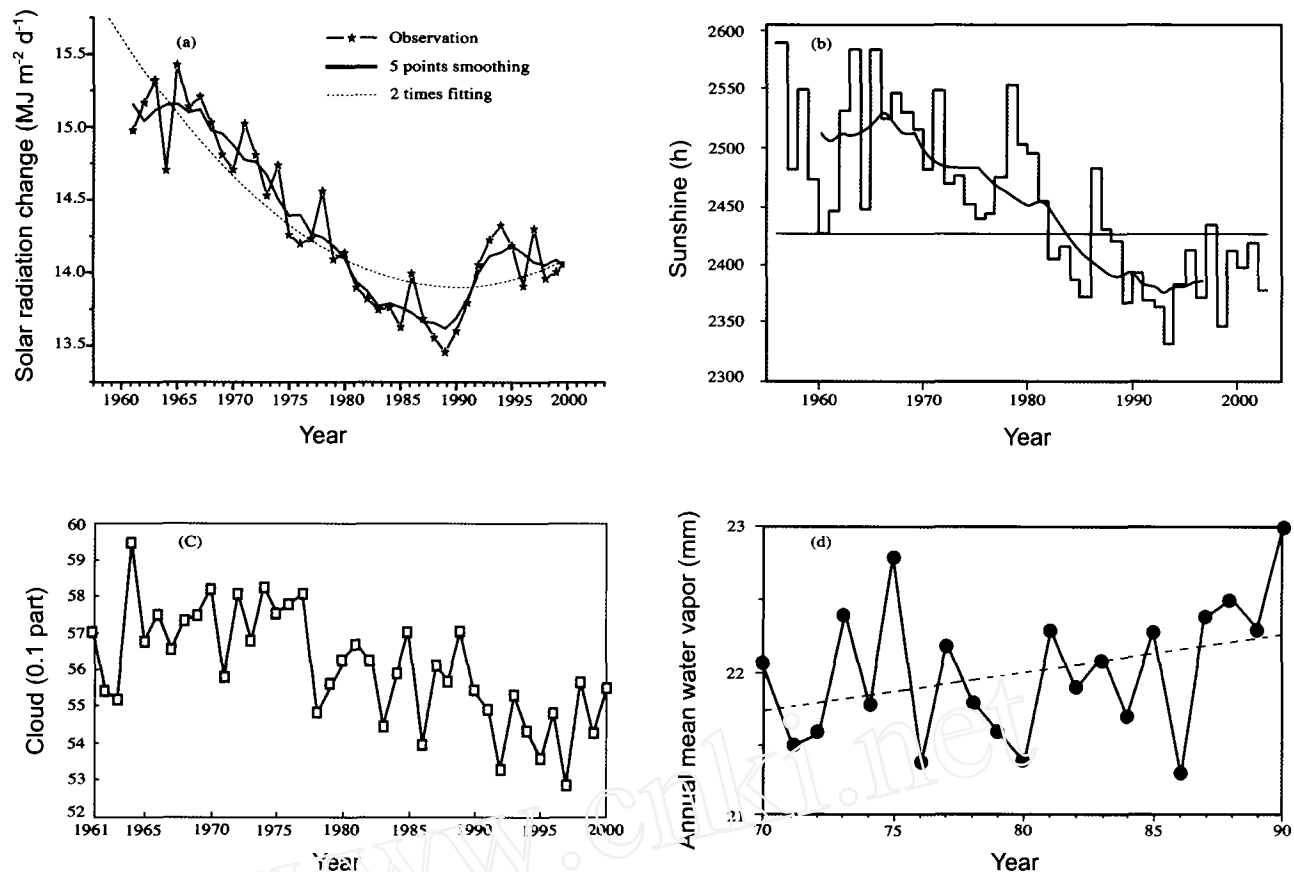 (a)
Observation
5 points smoothing
2 times fitting
Solar radiation change (MJ m⁻² d⁻¹)
15.5
15.0
14.5
14.0
13.5
1960 1965 1970 1975 1980 1985 1990 1995 2000
Year
(b)
Sunshine (h)
2600
2550
2500
2450
2400
2350
2300
1960 1970 1980 1990 2000
Year
(C)
Cloud (0.1 part)
60
59
58
57
56
55
54
53
52
1961 1965 1970 1975 1980 1985 1990 1995 2000
Year
(d)
Annual mean water vapor (mm)
23
22
21
70 75 80 85 90
Year
www.cnki.net